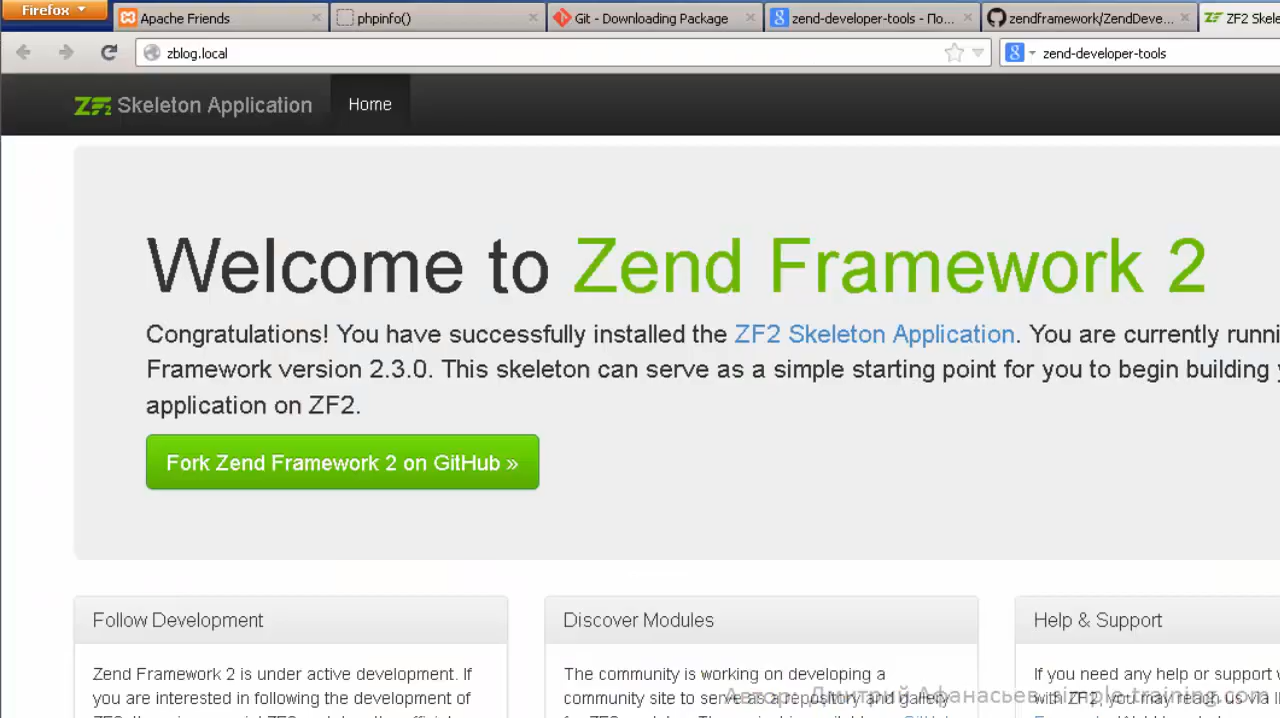 Firefox
Apache Friends
phpinfo()
Git - Downloading Package
zend-developer-tools - По...
zendframework/ZendDeve...
ZF2 Skele
zblog.local
zend-developer-tools
ZF2 Skeleton Application
Home
Welcome to Zend Framework 2
Congratulations! You have successfully installed the ZF2 Skeleton Application. You are currently runni
Framework version 2.3.0. This skeleton can serve as a simple starting point for you to begin building
application on ZF2.
Fork Zend Framework 2 on GitHub »
Follow Development
Discover Modules
Help & Support
Zend Framework 2 is under active development. If
you are interested in following the development of
The community is working on developing a
community site to serve as a repository and gallery
If you need any help or support
with ZF2, you may reach us via
Автор: Дмитрий Афанасьев,